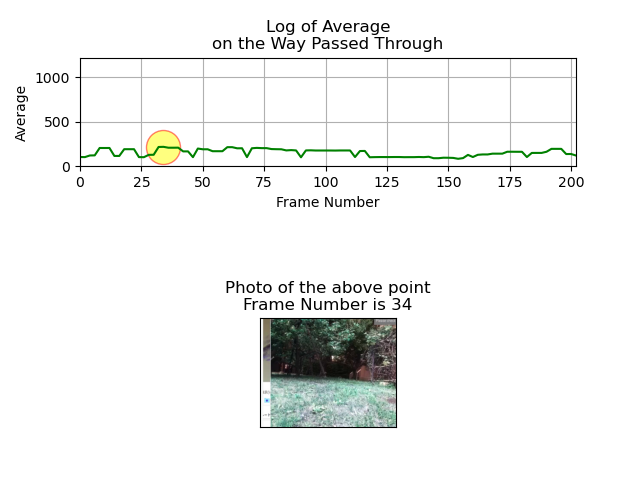 Log of Average
on the Way Passed Through
1000
500
0
Average
0 25 50 75 100 125 150 175 200
Frame Number
Photo of the above point
Frame Number is 34